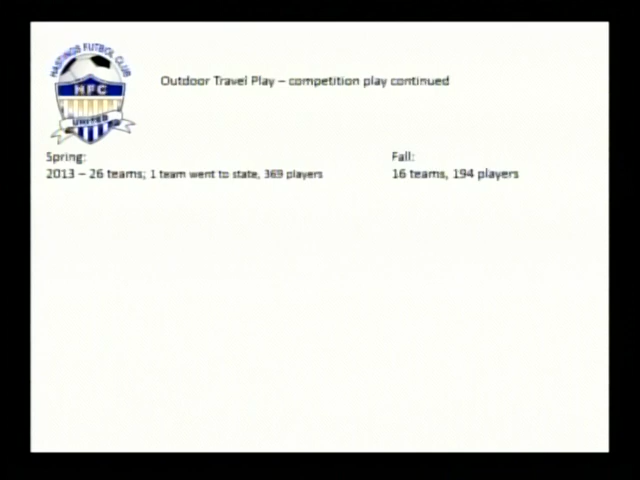 HASTINGS FUTBOL CLUB
HFC
UNITED
Outdoor Travel Play – competition play continued
Spring:
2013 – 26 teams; 1 team went to state, 369 players
Fall:
16 teams, 194 players